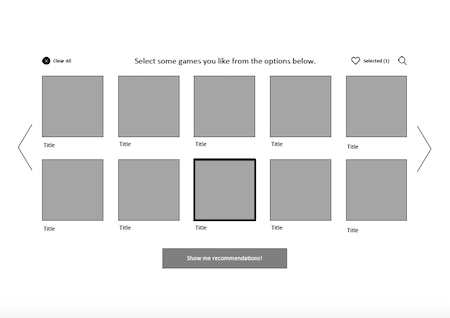 Clear All
Select some games you like from the options below.
Selected (1)
Title
Title
Title
Title
Title
Title
Title
Title
Title
Title
Show me recommendations!